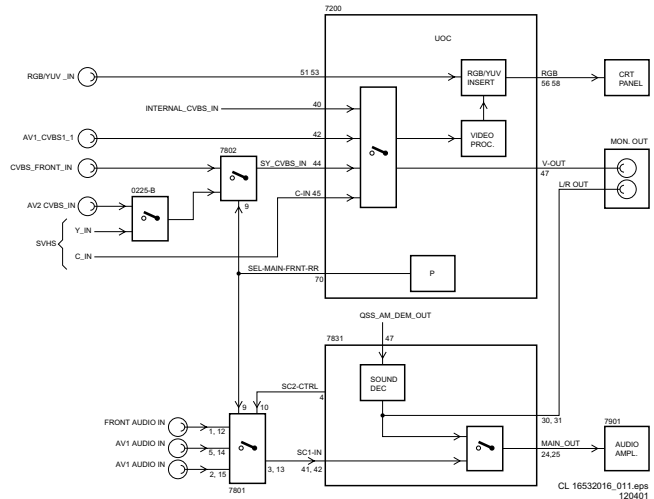 7200
UOC
RGB/YUV _IN
51 53
RGB/YUV
INSERT
RGB
56 58
CRT
PANEL
INTERNAL_CVBS_IN
40
AV1_CVBS1_1
42
VIDEO
PROC.
MON. OUT
7802
CVBS_FRONT_IN
SY_CVBS_IN
44
V-OUT
47
0225-B
L/R OUT
AV2 CVBS_IN
9
C-IN 45
Y_IN
SVHS
C_IN
SEL-MAIN-FRNT-RR
70
P
QSS_AM_DEM_OUT
7831
47
SOUND
DEC
SC2-CTRL
4
9
10
FRONT AUDIO IN
1, 12
30, 31
7901
AV1 AUDIO IN
5, 14
3, 13
SC1-IN
41, 42
MAIN_OUT
24,25
AUDIO
AMPL.
AV1 AUDIO IN
2, 15
7801
CL 16532016_011.eps
120401